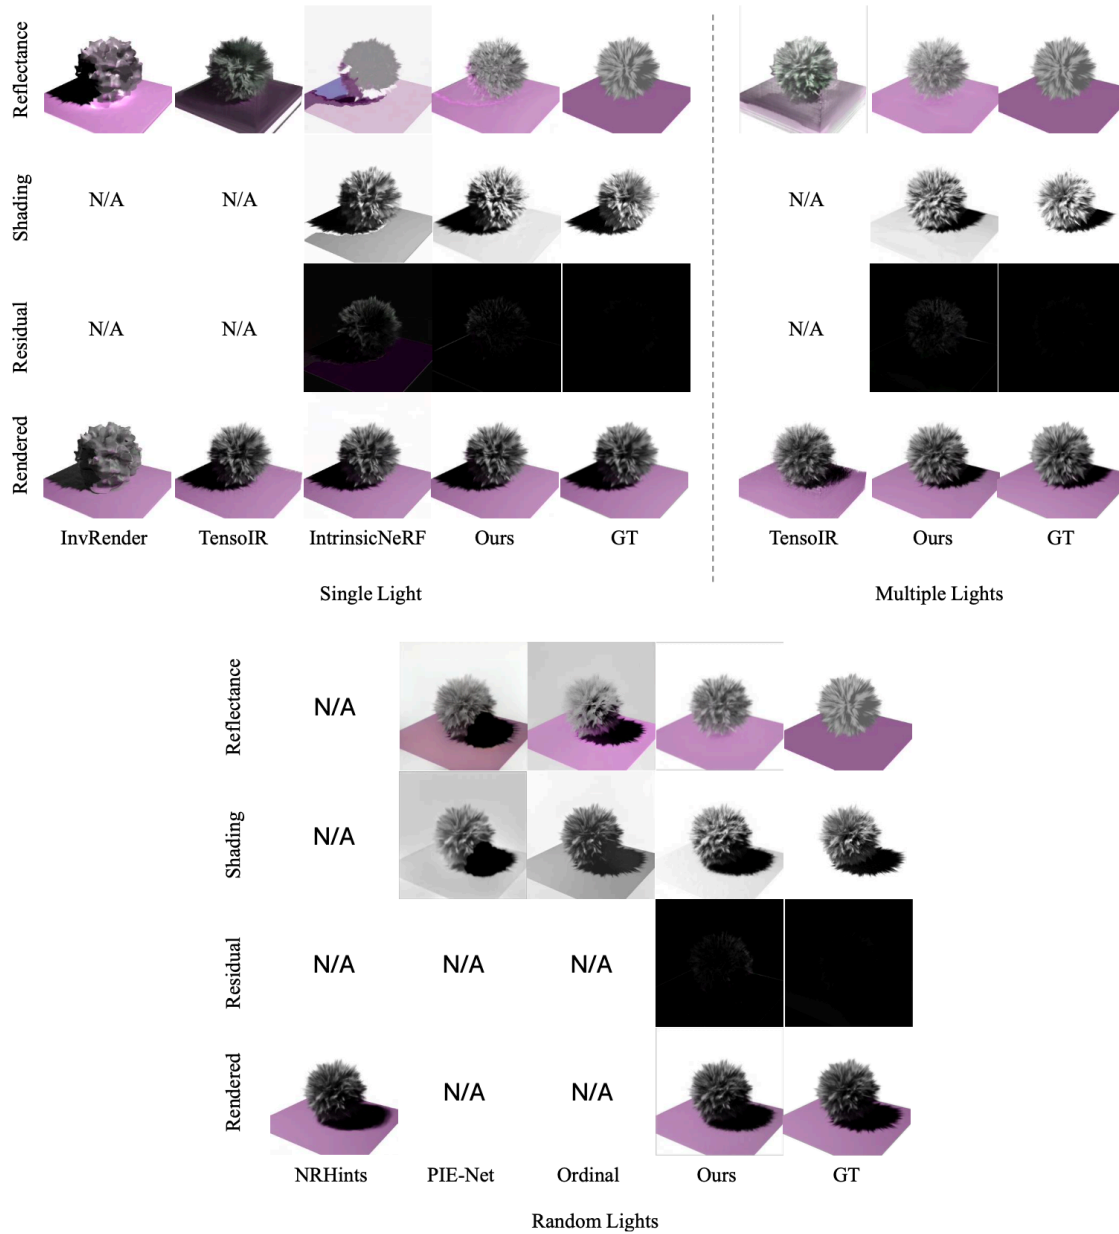 Reflectance
Shading
N/A
N/A
N/A
Residual
N/A
N/A
N/A
Rendered
InvRender
TensoIR
IntrinsicNeRF
Ours
GT
TensoIR
Ours
GT
Single Light
Multiple Lights
Reflectance
N/A
Shading
N/A
Residual
N/A
N/A
N/A
Rendered
N/A
N/A
NRHints
PIE-Net
Ordinal
Ours
GT
Random Lights